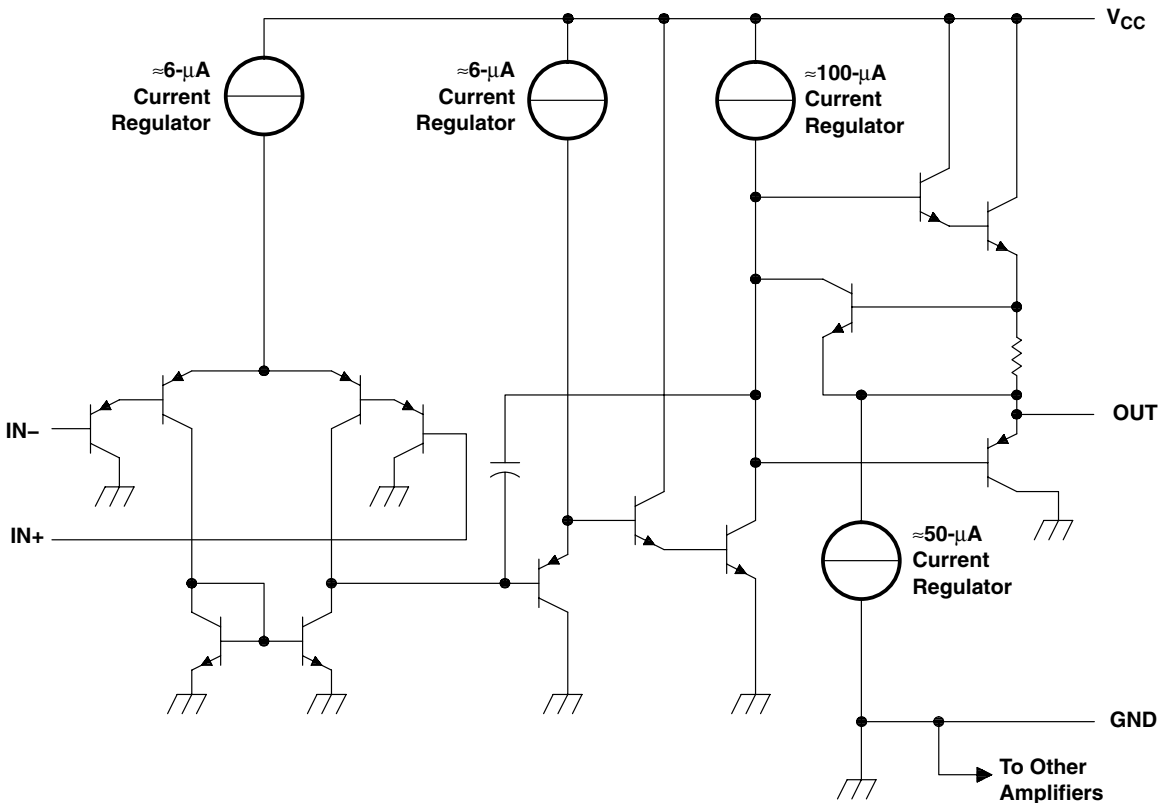 V_CC
≈6-µA
Current
Regulator
≈6-µA
Current
Regulator
≈100-µA
Current
Regulator
IN−
OUT
IN+
≈50-µA
Current
Regulator
GND
To Other
Amplifiers